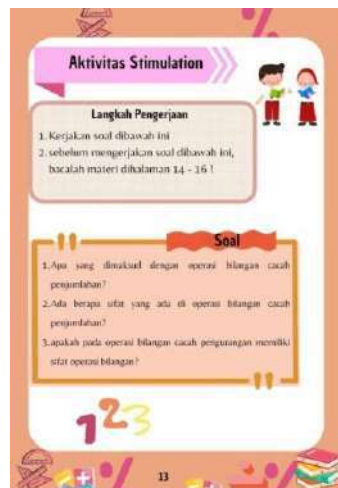 Aktivitas Stimulation
Langkah Pengerjaan
1. Kerjakan soal dibawah ini
2. sebelum mengerjakan soal dibawah ini,
bacalah materi dihalaman 14 - 16 !
Soal
1.Apa yang dimaksud dengan operasi bilangan cacah
penjumlahan?
2.Ada berapa sifat yang ada di operasi bilangan cacah
penjumlahan?
3.apakah pada operasi bilangan cacah pengurangan memiliki
sifat operasi bilangan?
123
13